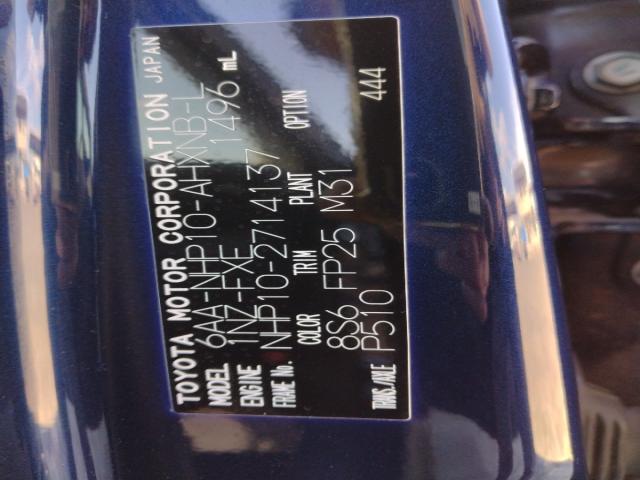 TOYOTA MOTOR CORPORATION JAPAN
MODEL 6AA-NHP10-AHXNB-L
ENGINE 1NZ-FXE 1496 mL
FRAME No. NHP10-2714137
COLOR TRIM PLANT OPTION
8S6 FP25 M31 444
TRANS./AXLE P510